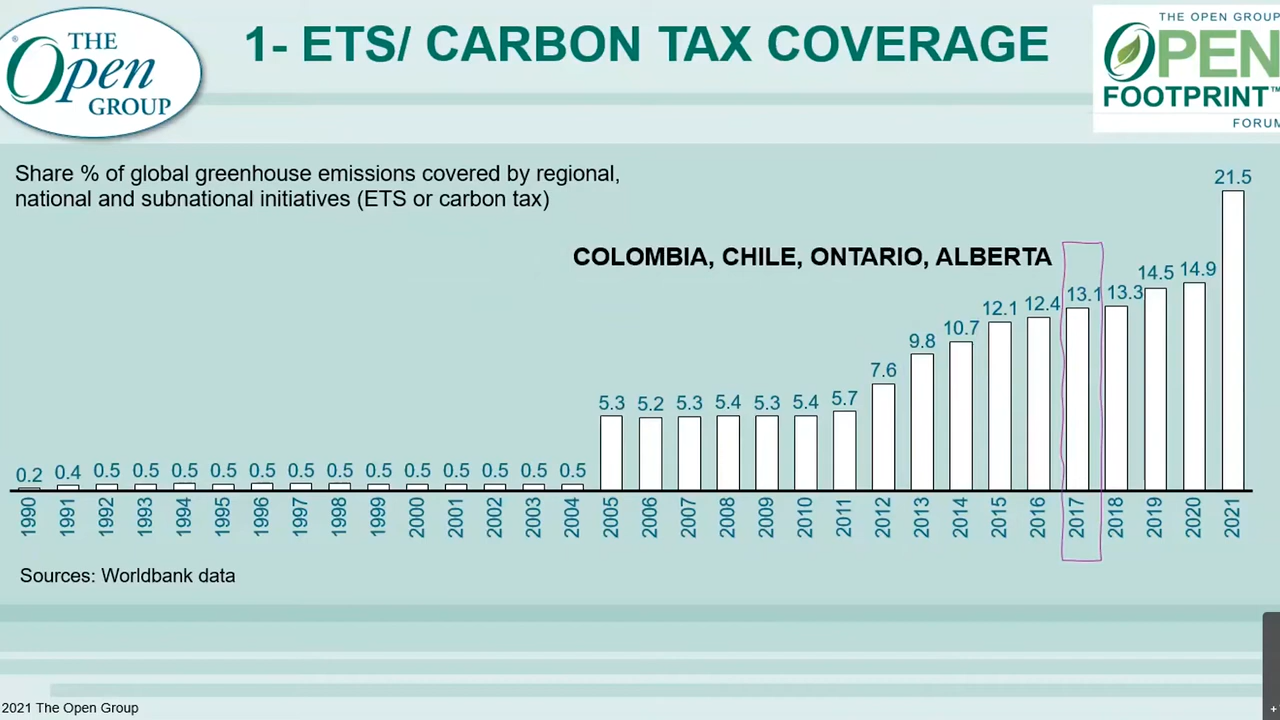 THE
Open
GROUP
®
1- ETS/ CARBON TAX COVERAGE
THE OPEN GROUP
OPEN
FOOTPRINT™
FORUM
Share % of global greenhouse emissions covered by regional,
national and subnational initiatives (ETS or carbon tax)
COLOMBIA, CHILE, ONTARIO, ALBERTA
0.2 0.4 0.5 0.5 0.5 0.5 0.5 0.5 0.5 0.5 0.5 0.5 0.5 0.5 0.5 5.3 5.2 5.3 5.4 5.3 5.4 5.7 7.6 9.8 10.7 12.1 12.4 13.1 13.3 14.5 14.9 21.5
1990 1991 1992 1993 1994 1995 1996 1997 1998 1999 2000 2001 2002 2003 2004 2005 2006 2007 2008 2009 2010 2011 2012 2013 2014 2015 2016 2017 2018 2019 2020 2021
Sources: Worldbank data
2021 The Open Group
+